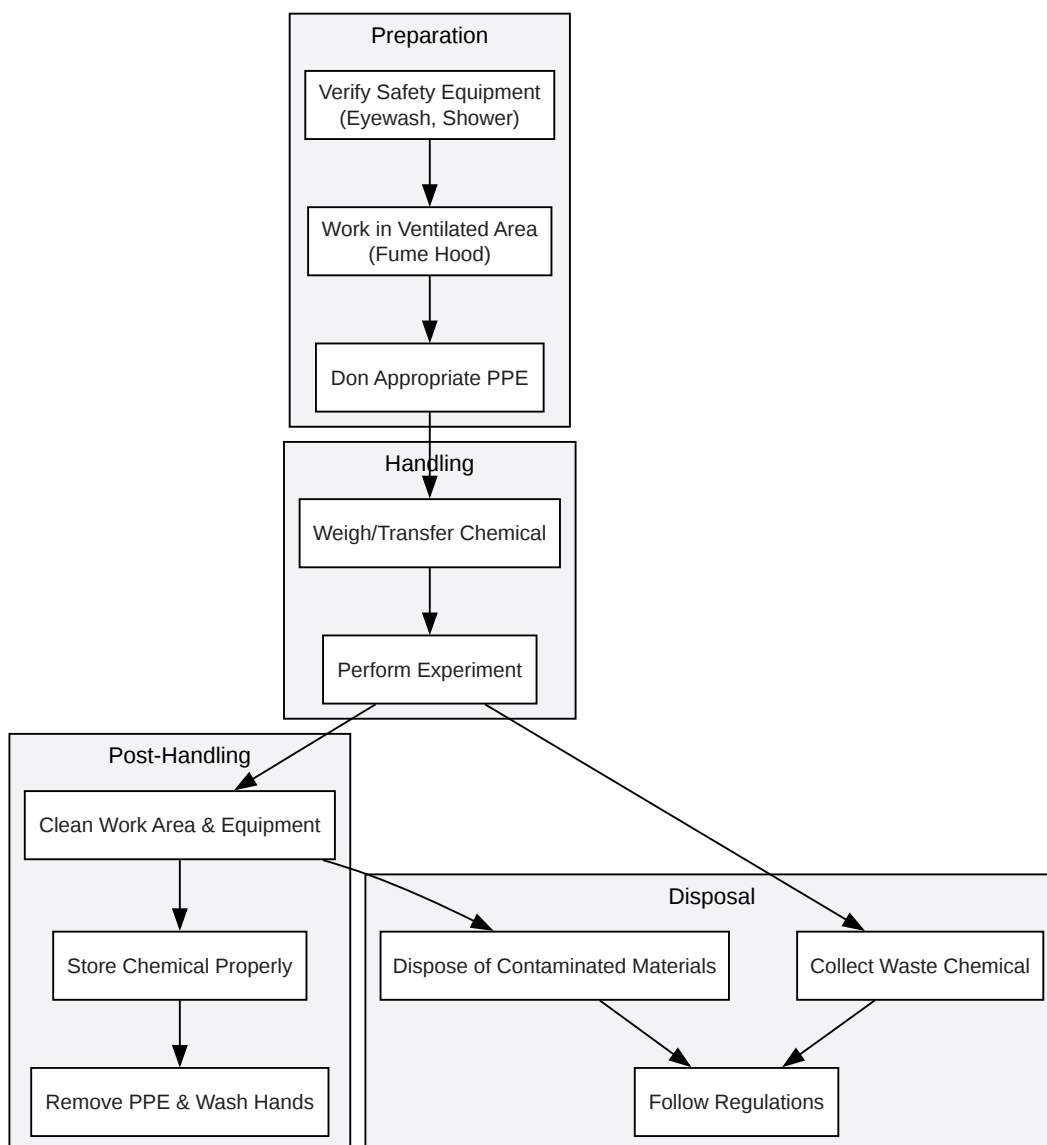 Preparation
Verify Safety Equipment
(Eyewash, Shower)
Work in Ventilated Area
(Fume Hood)
Don Appropriate PPE
Handling
Weigh/Transfer Chemical
Perform Experiment
Post-Handling
Clean Work Area & Equipment
Store Chemical Properly
Remove PPE & Wash Hands
Disposal
Dispose of Contaminated Materials
Collect Waste Chemical
Follow Regulations